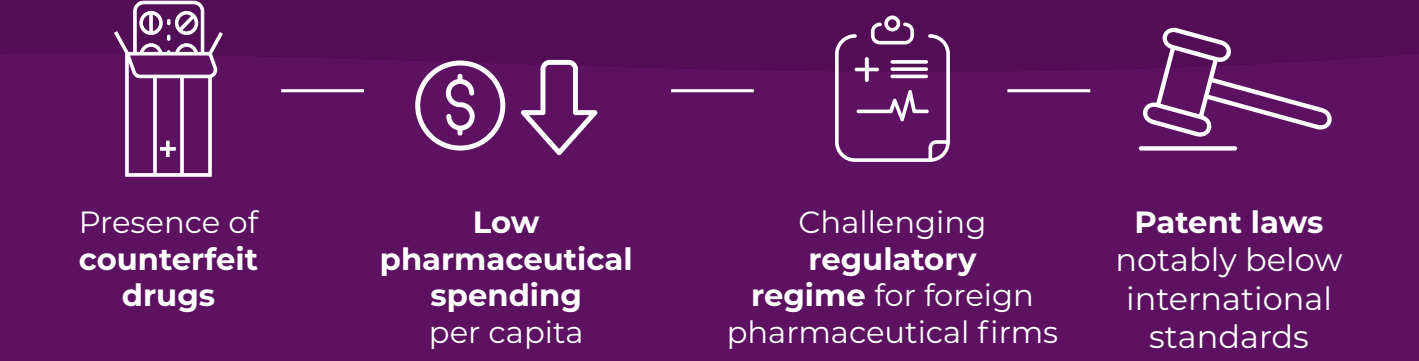 Presence of
counterfeit
drugs
Low
pharmaceutical
spending
per capita
Challenging
regulatory
regime for foreign
pharmaceutical firms
Patent laws
notably below
international
standards